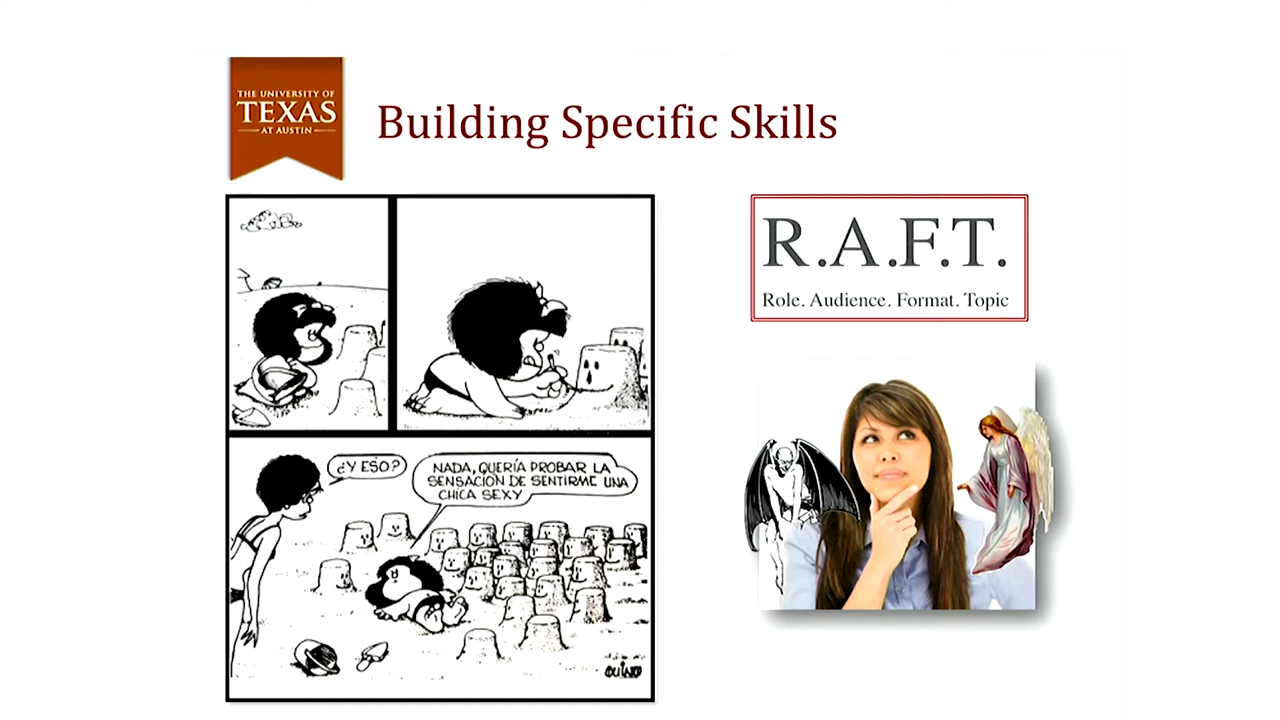 THE UNIVERSITY OF
TEXAS
AT AUSTIN
Building Specific Skills
¿Y ESO?
NADA, QUERÍA PROBAR LA
SENSACIÓN DE SENTIRME UNA
CHICA SEXY
QUINO
R.A.F.T.
Role. Audience. Format. Topic